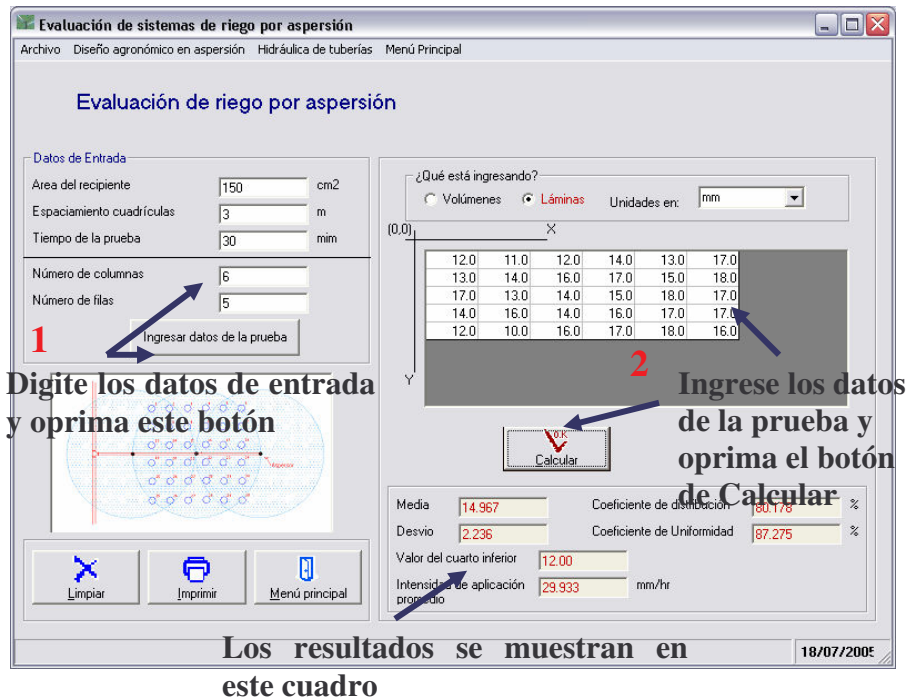 Evaluación de sistemas de riego por aspersión
Archivo Diseño agronómico en aspersión Hidráulica de tuberías Menú Principal
Evaluación de riego por aspersión
Datos de Entrada
Area del recipiente 150 cm2
Espaciamiento cuadrículas 3 m
Tiempo de la prueba 30 mim
Número de columnas 6
Número de filas 5
Ingresar datos de la prueba
1
Digite los datos de entrada
y oprima este botón
¿Qué está ingresando?
Volúmenes Láminas Unidades en: mm
(0,0) X
12.0 11.0 12.0 14.0 13.0 17.0
13.0 14.0 16.0 17.0 15.0 18.0
17.0 13.0 14.0 15.0 18.0 17.0
14.0 16.0 14.0 16.0 17.0 17.0
12.0 10.0 16.0 17.0 18.0 16.0
Y
2
Ingrese los datos
de la prueba y
oprima el botón
de Calcular
O.K
Calcular
Media 14.967 Coeficiente de distribución 80.178 %
Desvio 2.236 Coeficiente de Uniformidad 87.275 %
Valor del cuarto inferior 12.00
Intensidad de aplicación 29.933 mm/hr
promedio
Limpiar Imprimir Menú principal
Los resultados se muestran en
este cuadro
18/07/2005